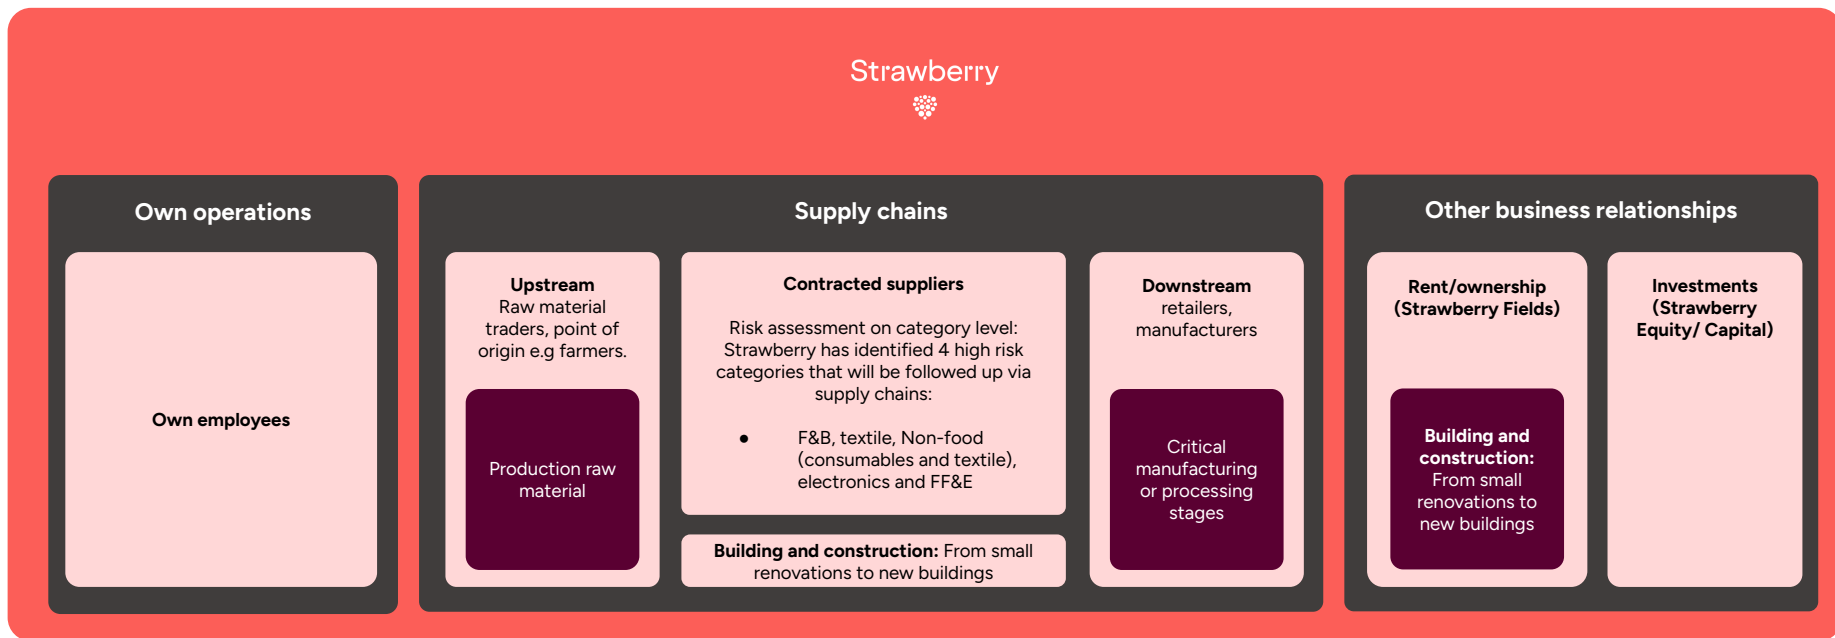 Strawberry
Own operations
Own employees
Supply chains
Upstream
Raw material
traders, point of
origin e.g farmers.
Production raw
material
Contracted suppliers
Risk assessment on category level:
Strawberry has identified 4 high risk
categories that will be followed up via
supply chains:
● F&B, textile, Non-food
(consumables and textile),
electronics and FF&E
Building and construction: From small
renovations to new buildings
Downstream
retailers,
manufacturers
Critical
manufacturing
or processing
stages
Other business relationships
Rent/ownership
(Strawberry Fields)
Building and
construction:
From small
renovations to
new buildings
Investments
(Strawberry
Equity/ Capital)